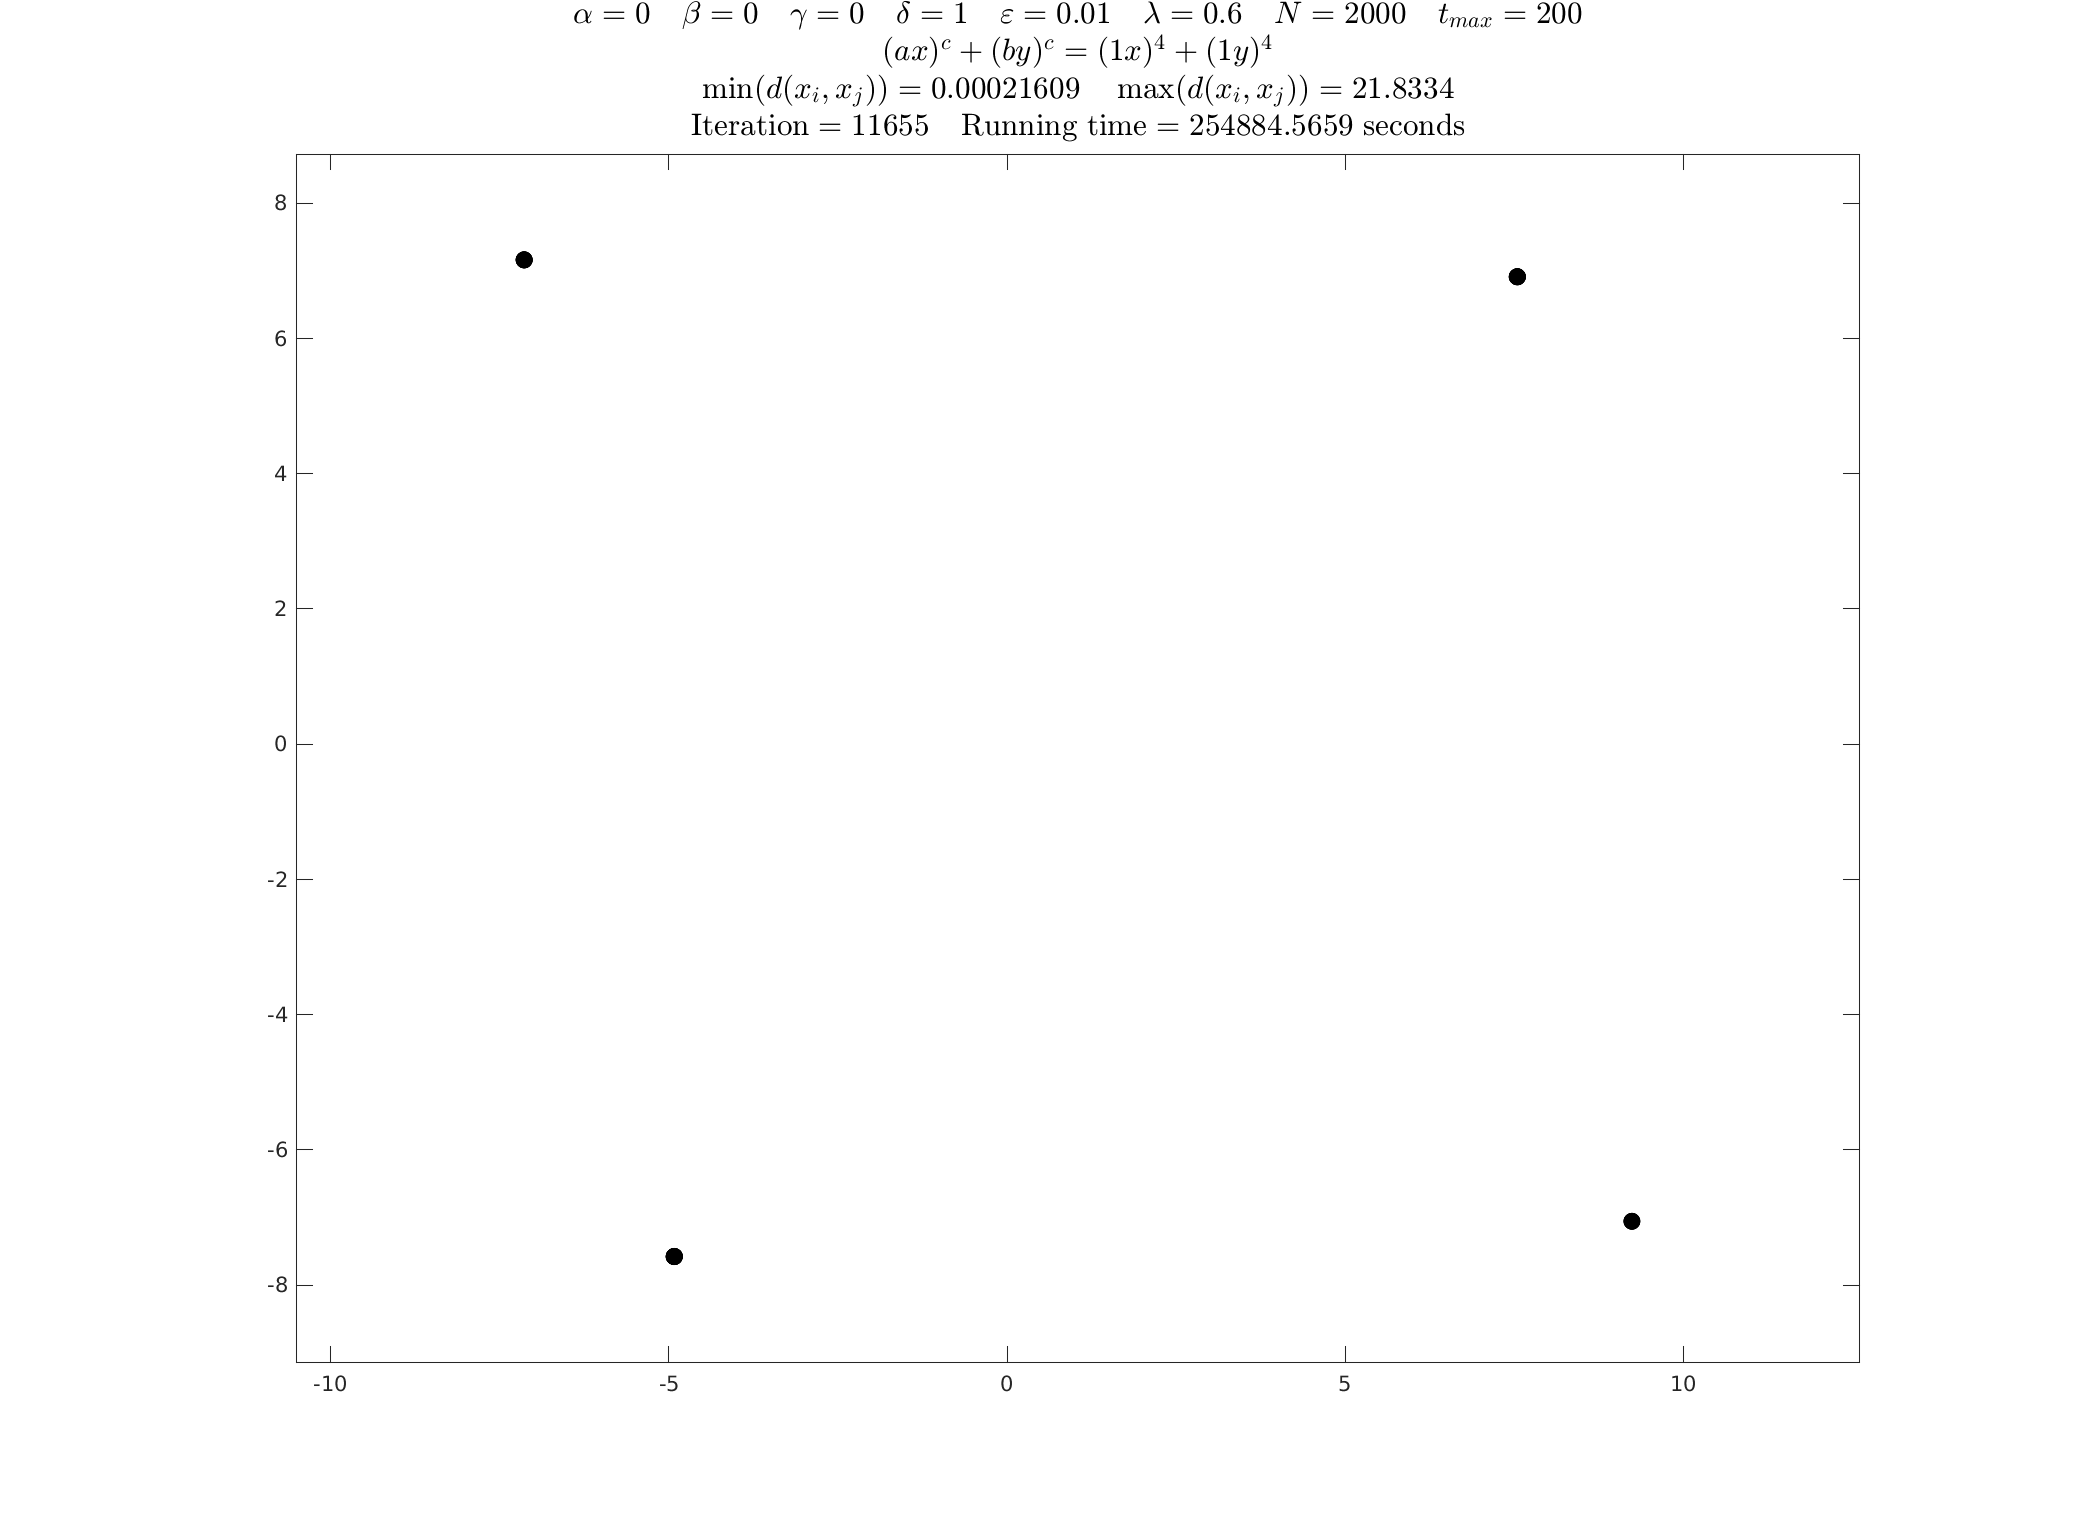 α = 0 β = 0 γ = 0 δ = 1 ε = 0.01 λ = 0.6 N = 2000 t_max = 200
(ax)^c + (by)^c = (1x)^4 + (1y)^4
min(d(x_i, x_j)) = 0.00021609 max(d(x_i, x_j)) = 21.8334
Iteration = 11655 Running time = 254884.5659 seconds
8
6
4
2
0
-2
-4
-6
-8
-10 -5 0 5 10